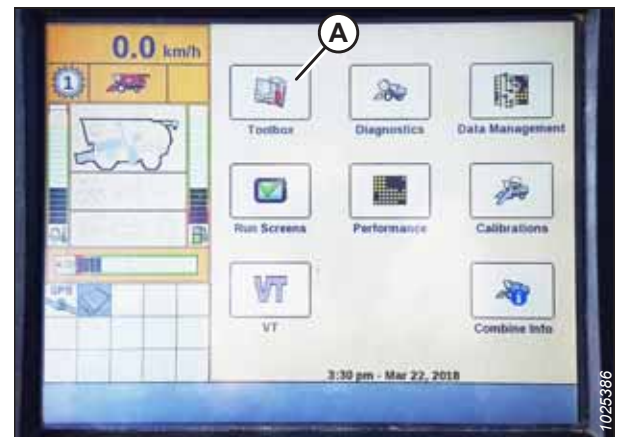 0.0 km/h
A
1
Toolbox
Diagnostics
Data Management
Run Screens
Performance
Calibrations
GPS
VT
VT
Combine Info
3:30 pm - Mar 22, 2018
1025386